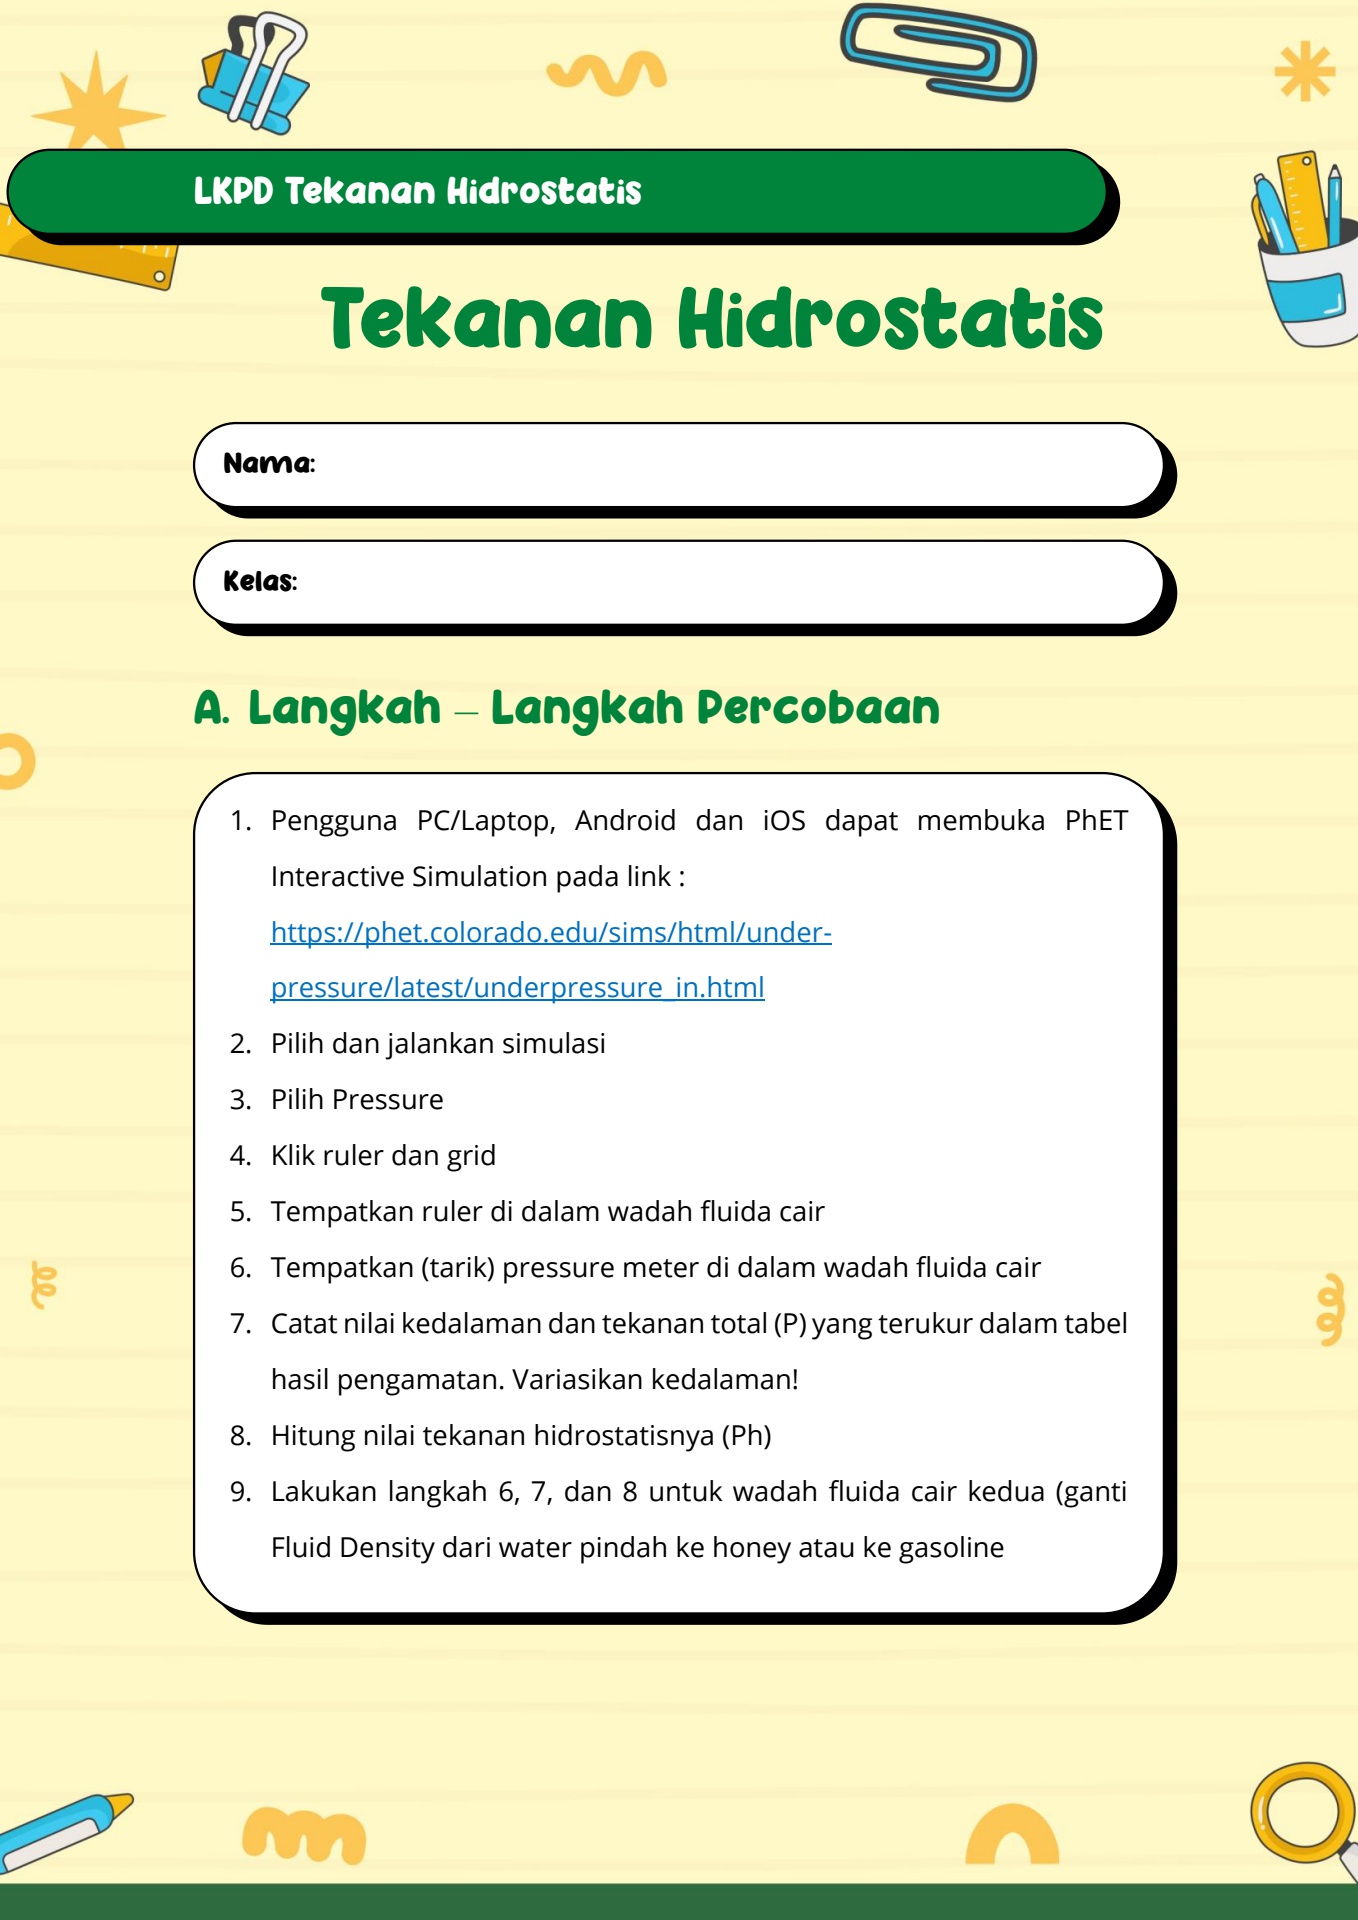 LKPD Tekanan Hidrostatis
Tekanan Hidrostatis
Nama:
Kelas:
A. Langkah – Langkah Percobaan
1. Pengguna PC/Laptop, Android dan iOS dapat membuka PhET
Interactive Simulation pada link :
https://phet.colorado.edu/sims/html/under-
pressure/latest/underpressure_in.html
2. Pilih dan jalankan simulasi
3. Pilih Pressure
4. Klik ruler dan grid
5. Tempatkan ruler di dalam wadah fluida cair
6. Tempatkan (tarik) pressure meter di dalam wadah fluida cair
7. Catat nilai kedalaman dan tekanan total (P) yang terukur dalam tabel
hasil pengamatan. Variasikan kedalaman!
8. Hitung nilai tekanan hidrostatisnya (Ph)
9. Lakukan langkah 6, 7, dan 8 untuk wadah fluida cair kedua (ganti
Fluid Density dari water pindah ke honey atau ke gasoline